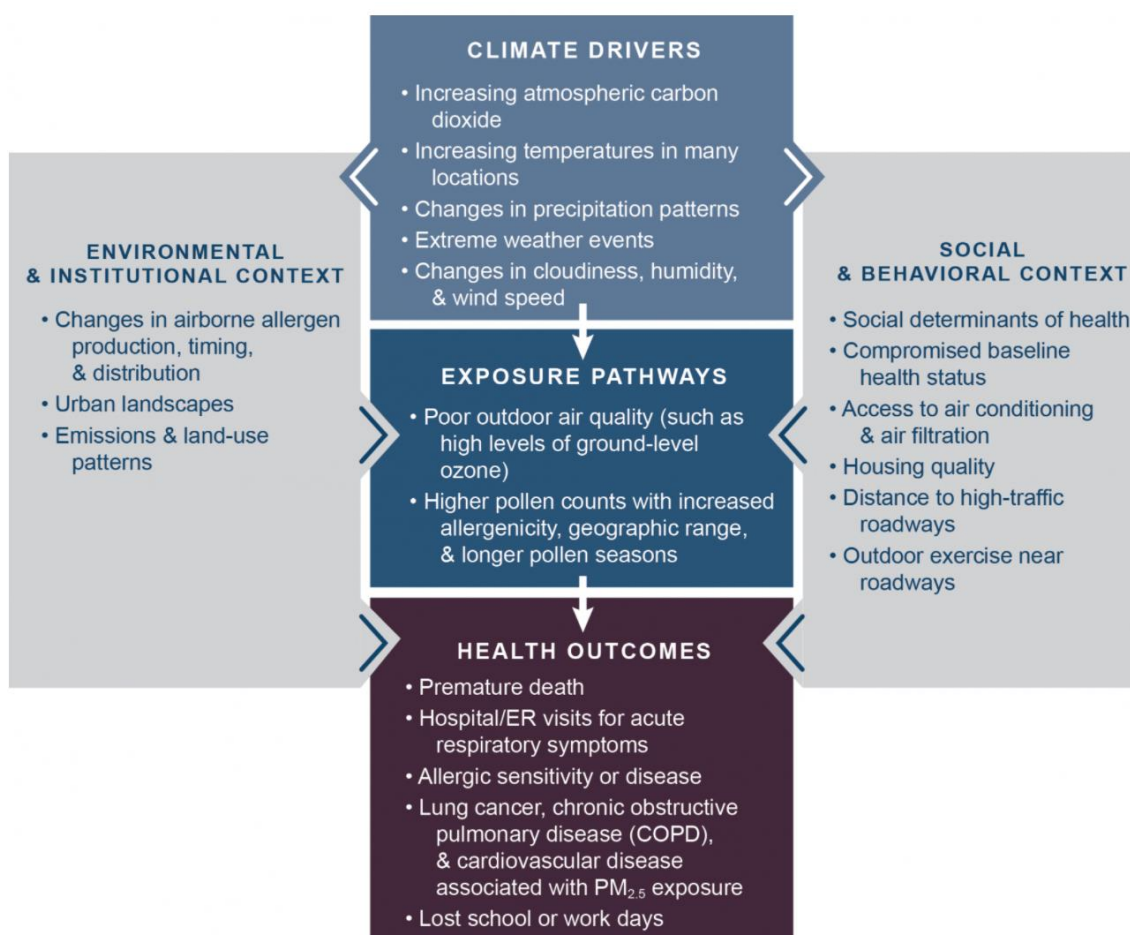 CLIMATE DRIVERS
• Increasing atmospheric carbon
dioxide
• Increasing temperatures in many
locations
• Changes in precipitation patterns
• Extreme weather events
• Changes in cloudiness, humidity,
& wind speed
ENVIRONMENTAL
& INSTITUTIONAL CONTEXT
• Changes in airborne allergen
production, timing,
& distribution
• Urban landscapes
• Emissions & land-use
patterns
EXPOSURE PATHWAYS
• Poor outdoor air quality (such as
high levels of ground-level
ozone)
• Higher pollen counts with increased
allergenicity, geographic range,
& longer pollen seasons
SOCIAL
& BEHAVIORAL CONTEXT
• Social determinants of health
• Compromised baseline
health status
• Access to air conditioning
& air filtration
• Housing quality
• Distance to high-traffic
roadways
• Outdoor exercise near
roadways
HEALTH OUTCOMES
• Premature death
• Hospital/ER visits for acute
respiratory symptoms
• Allergic sensitivity or disease
• Lung cancer, chronic obstructive
pulmonary disease (COPD),
& cardiovascular disease
associated with PM2.5 exposure
• Lost school or work days